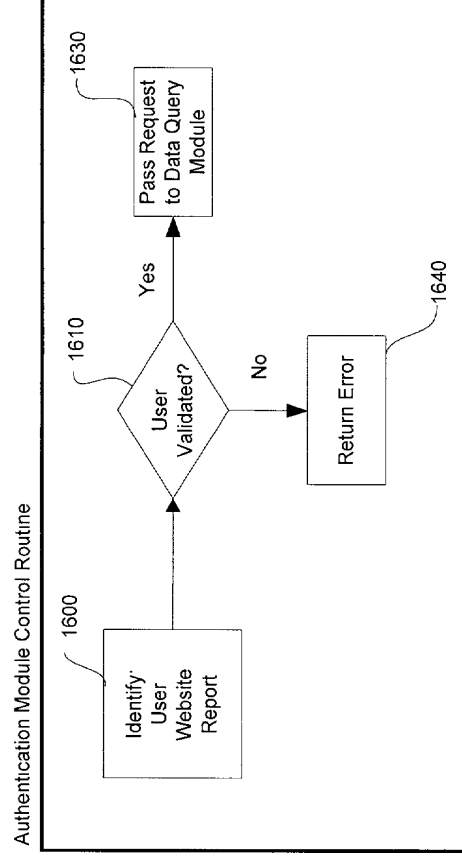 Authentication Module Control Routine
1600
Identify:
User
Website
Report
1610
User
Validated?
Yes
1630
Pass Request
to Data Query
Module
No
1640
Return Error